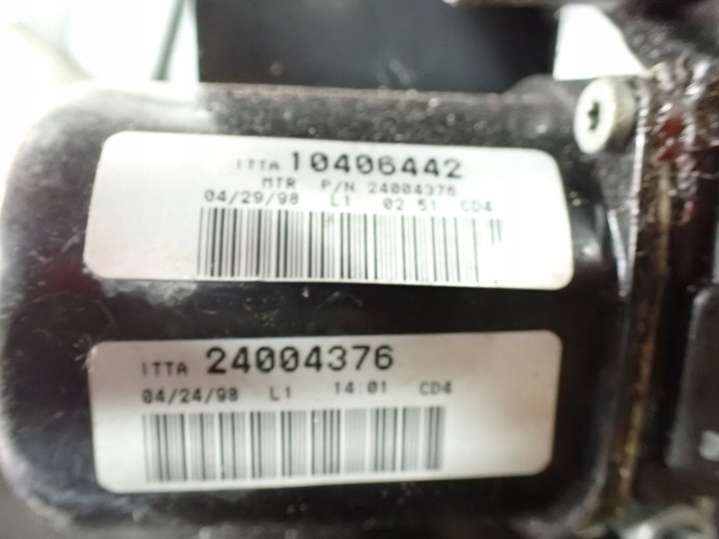 ITTA 10406442
MTR P/N 24004376
04/29/98 L1 02 51 CD4
ITTA 24004376
04/24/98 L1 14:01 CD4